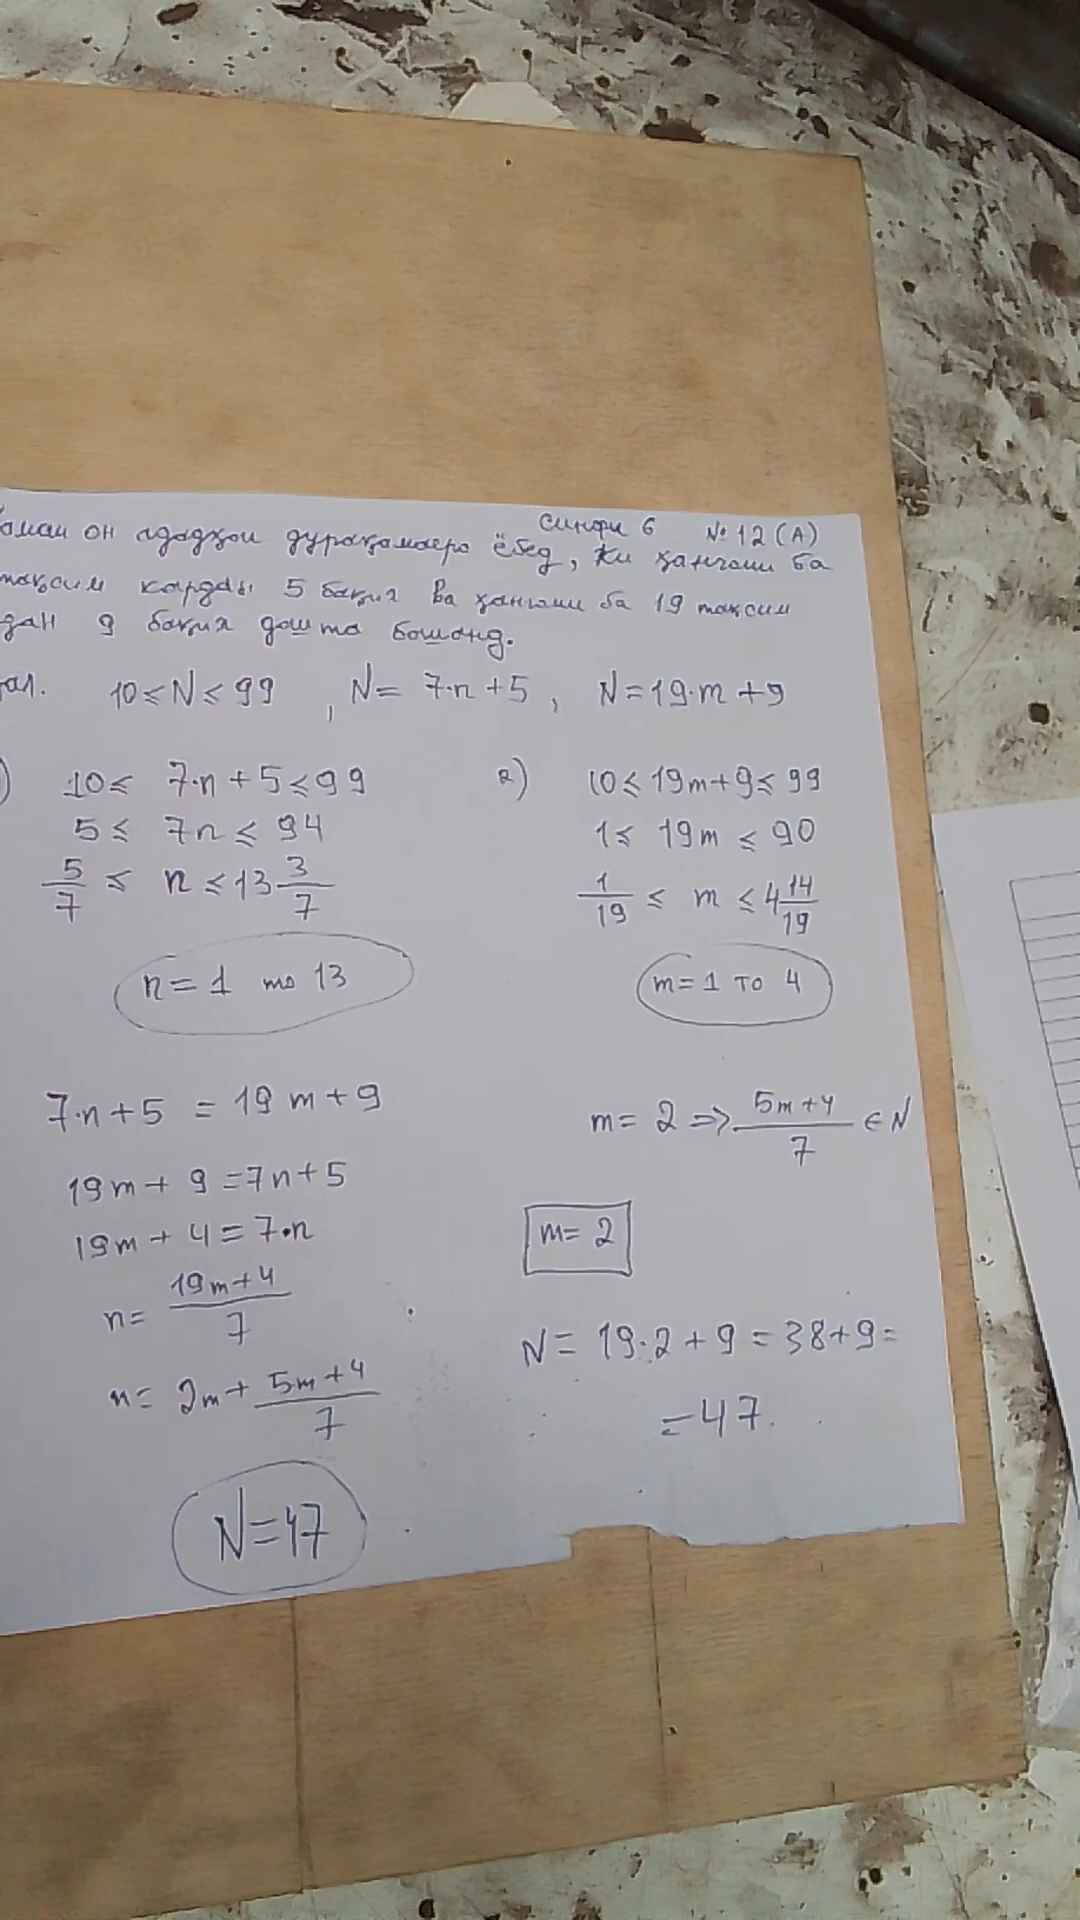 Синфи 6 № 12 (А)
он ададҳои дурақамаеро ёбед, ки ҳангоми ба
тақсим кардан 5 бақия ва ҳангоми ба 19 тақсим
9 бақия дошта бошанд.
10 ≤ N ≤ 99 , N = 7·n + 5 , N = 19·m + 9
10 ≤ 7·n + 5 ≤ 99
5 ≤ 7n ≤ 94
5/7 ≤ n ≤ 13 3/7
n = 1 то 13
2) 10 ≤ 19m + 9 ≤ 99
1 ≤ 19m ≤ 90
1/19 ≤ m ≤ 4 14/19
m = 1 то 4
7·n + 5 = 19m + 9
19m + 9 = 7n + 5
19m + 4 = 7·n
n = (19m + 4)/7
n = 2m + (5m + 4)/7
N = 47
m = 2 => (5m + 4)/7 ∈ N
m = 2
N = 19·2 + 9 = 38 + 9 =
= 47.